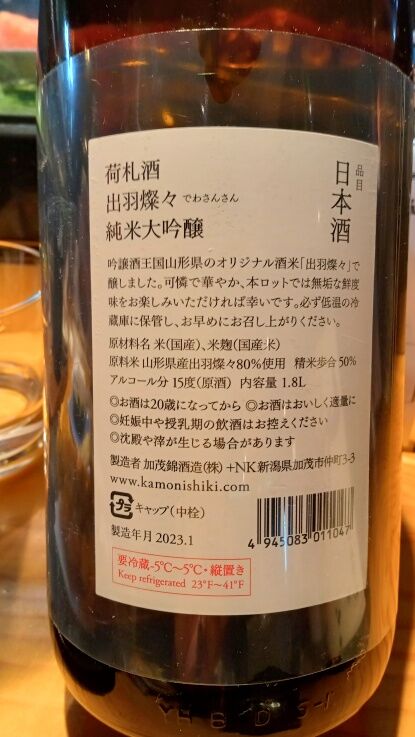 品目
日本酒
荷札酒
出羽燦々 でわさんさん
純米大吟醸
吟醸酒王国山形県のオリジナル酒米「出羽燦々」で
醸しました。可憐で華やか、本ロットでは無垢な鮮度
味をお楽しみいただければ幸いです。必ず低温の冷
蔵庫に保管し、お早めにお召し上がりください。
原材料名 米(国産)、米麹(国産米)
原料米 山形県産出羽燦々80%使用 精米歩合 50%
アルコール分 15度(原酒) 内容量 1.8L
◎お酒は20歳になってから ◎お酒はおいしく適量に
◎妊娠中や授乳期の飲酒はお控えください
◎沈殿や滓が生じる場合があります
製造者 加茂錦酒造(株) +NK 新潟県加茂市仲町3-3
www.kamonishiki.com
プラ キャップ(中栓)
製造年月 2023.1
4 945083 011047
要冷蔵-5℃〜5℃・縦置き
Keep refrigerated 23°F〜41°F